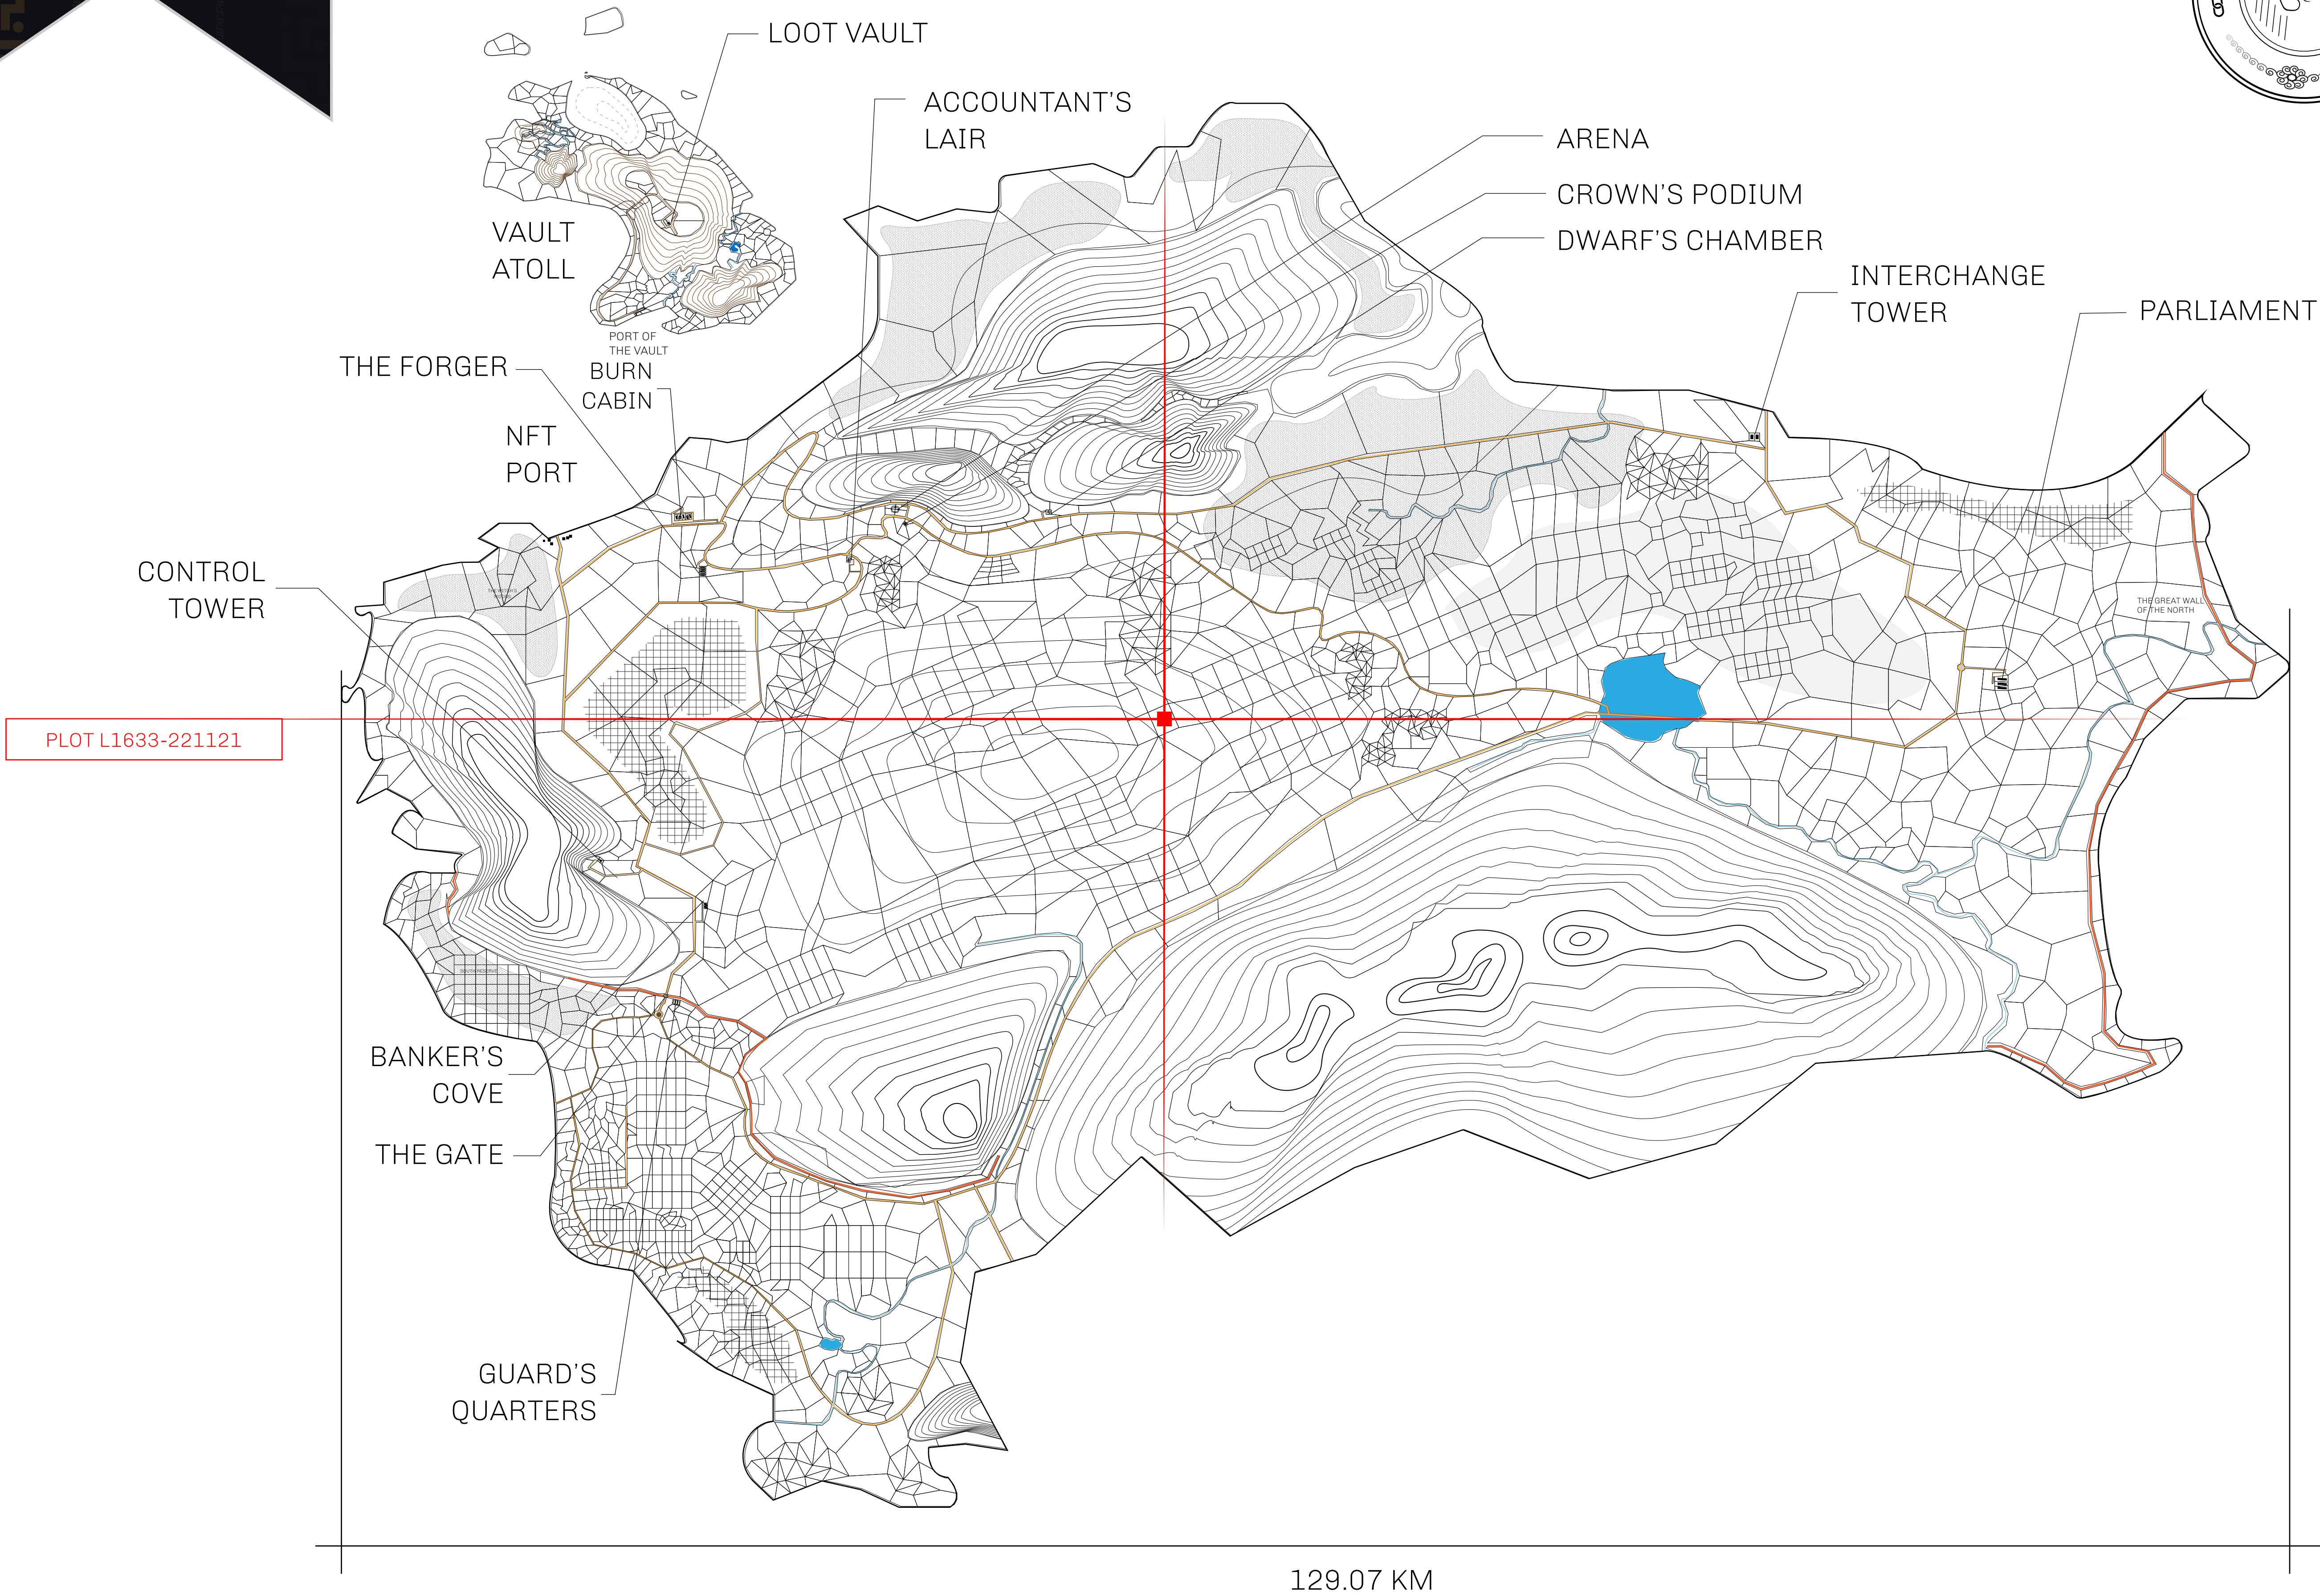 LOOT VAULT
ACCOUNTANT'S
LAIR
ARENA
CROWN'S PODIUM
DWARF'S CHAMBER
INTERCHANGE
TOWER
PARLIAMENT
VAULT
ATOLL
PORT OF
THE VAULT
THE FORGER
BURN
CABIN
NFT
PORT
CONTROL
TOWER
THE GREAT WALL
OF THE NORTH
PLOT L1633-221121
SOUTH RESERVE
BANKER'S
COVE
THE GATE
GUARD'S
QUARTERS
129.07 KM